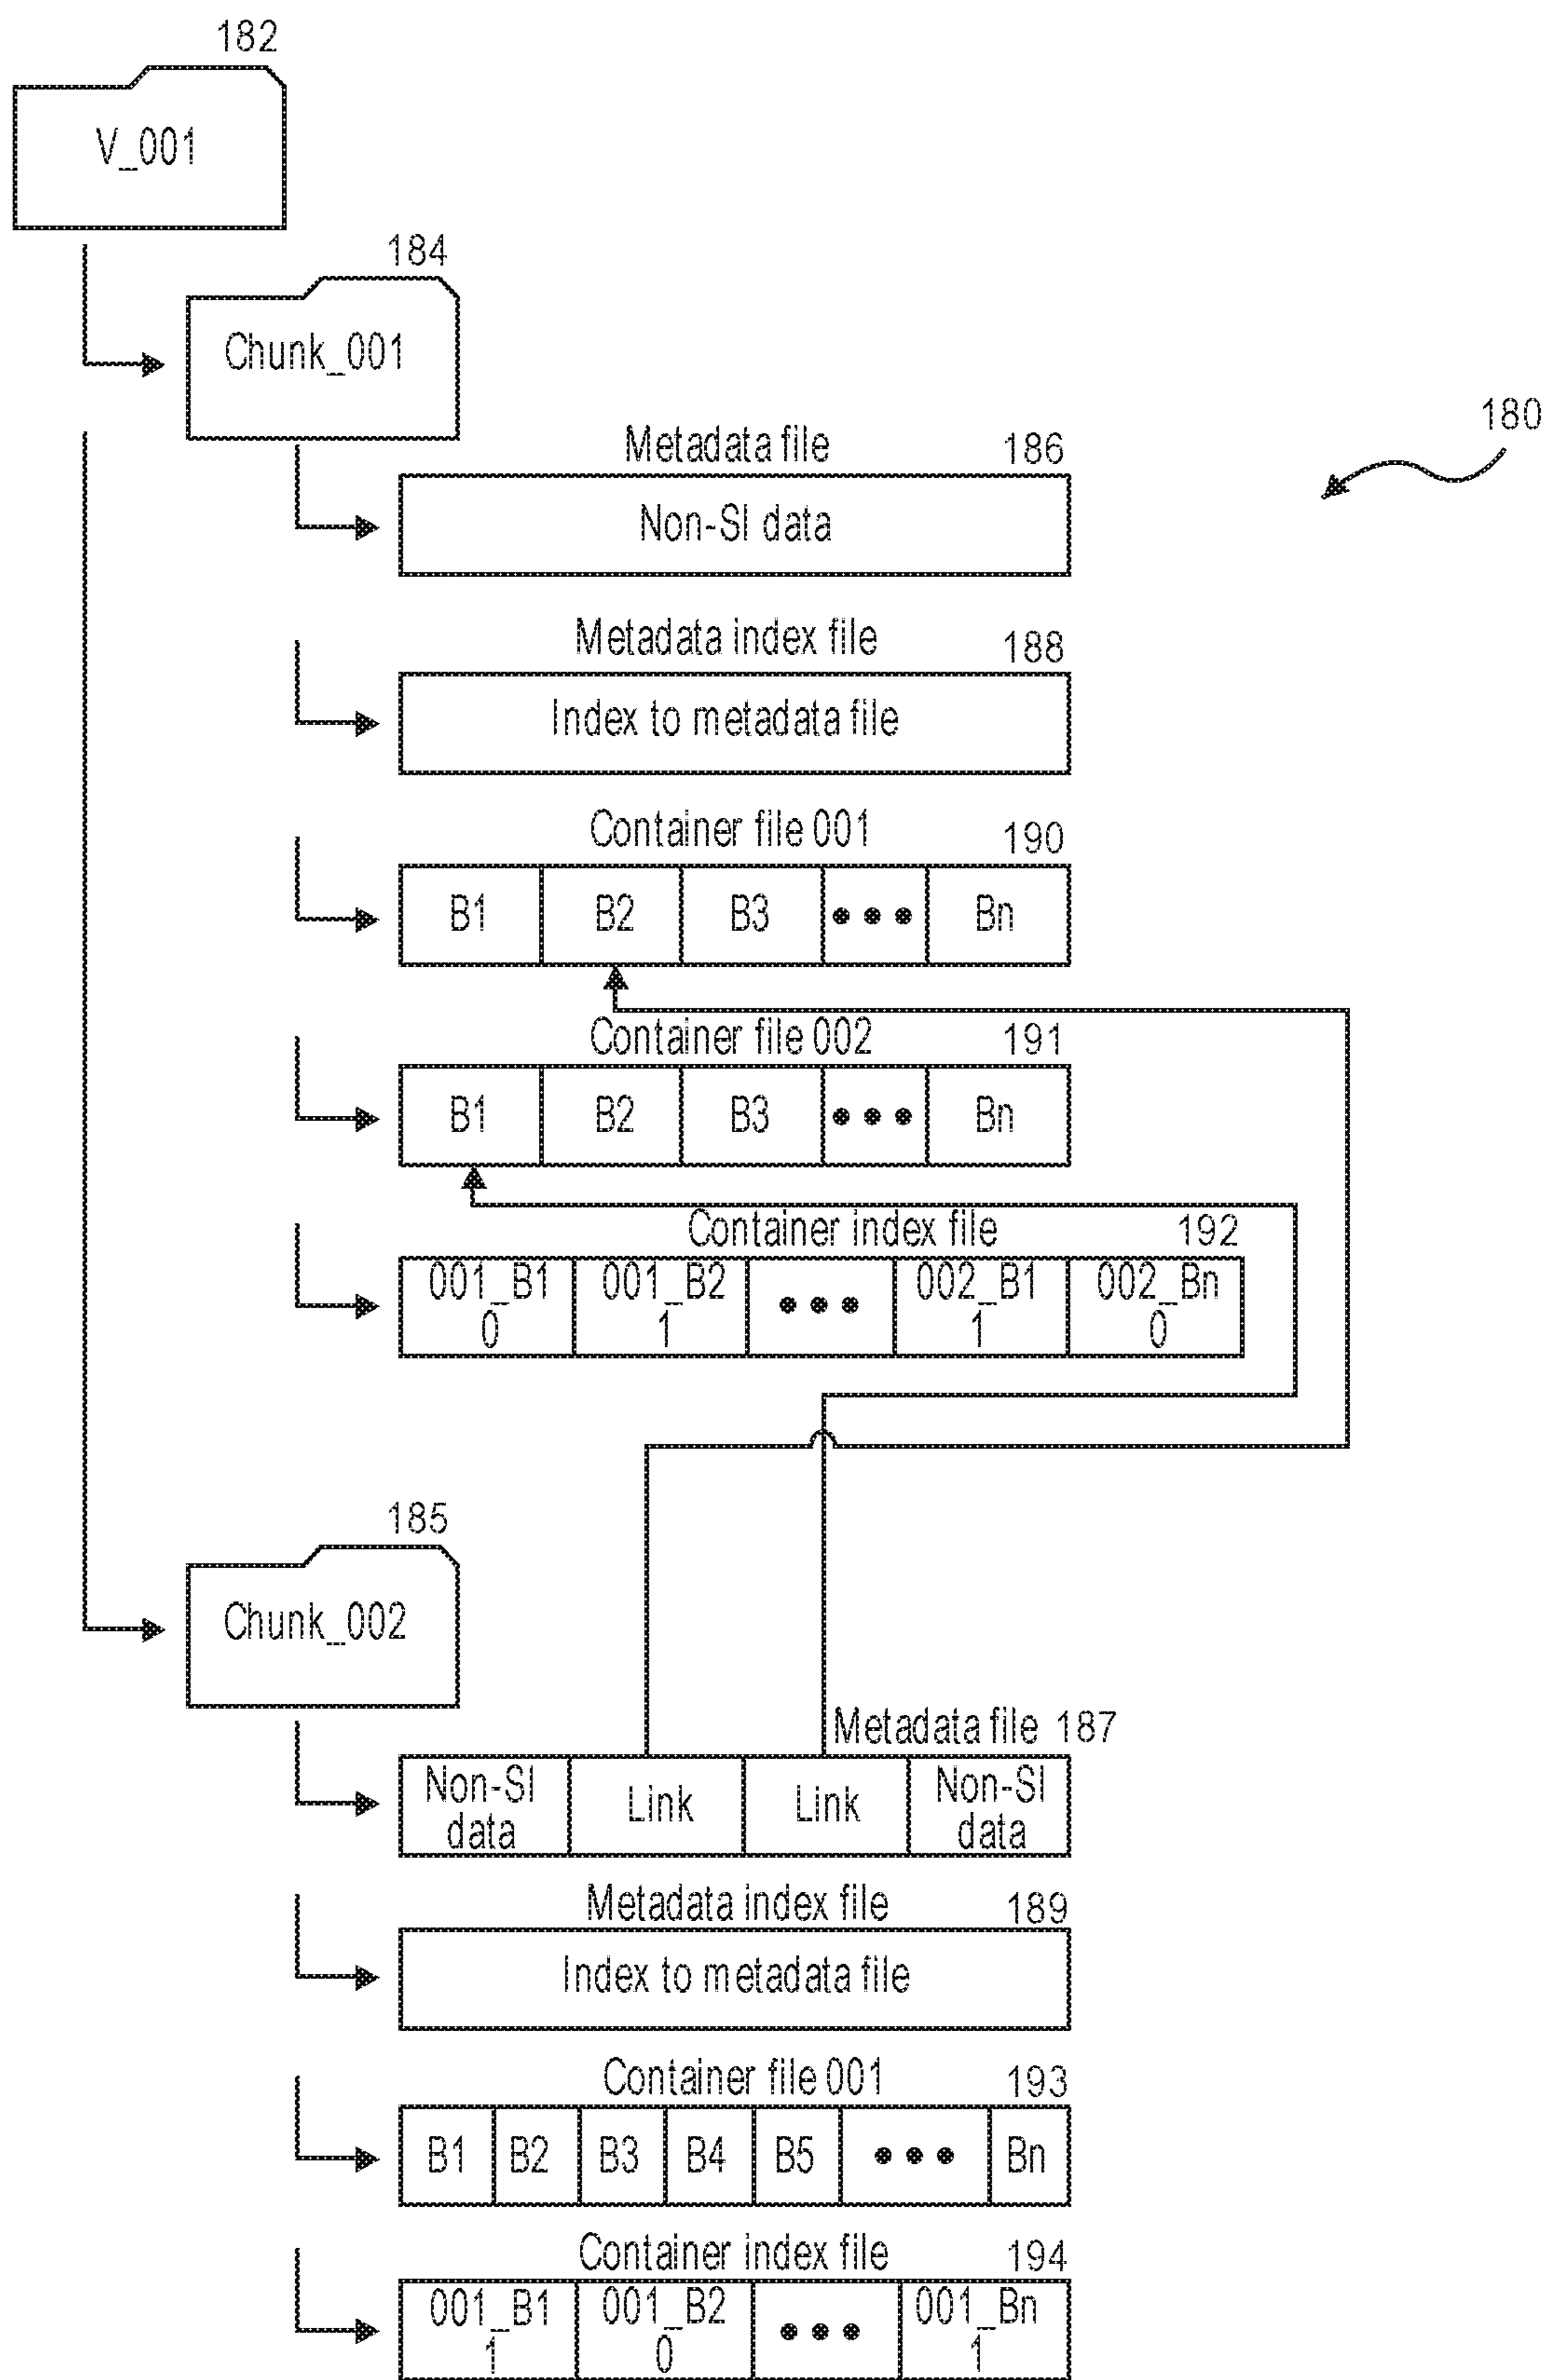 182
V_001
184
Chunk_001
180
Metadata file 186
Non-SI data
Metadata index file 188
Index to metadata file
Container file 001 190
B1 B2 B3 ••• Bn
Container file 002 191
B1 B2 B3 ••• Bn
Container index file 192
001_B1 001_B2 ••• 002_B1 002_Bn
0 1 1 0
185
Chunk_002
Metadata file 187
Non-SI data Link Link Non-SI data
Metadata index file 189
Index to metadata file
Container file 001 193
B1 B2 B3 B4 B5 ••• Bn
Container index file 194
001_B1 001_B2 ••• 001_Bn
1 0 1